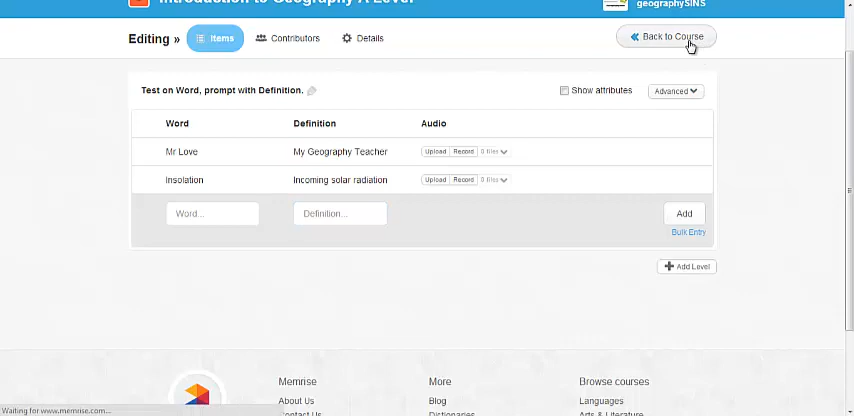 Introduction to Geography A Level
geographySINS
Editing » Items Contributors Details
Back to Course
Test on Word, prompt with Definition.
Show attributes
Advanced
Word Definition Audio
Mr Love My Geography Teacher Upload Record 0 files
Insolation Incoming solar radiation Upload Record 0 files
Word... Definition... Add
Bulk Entry
Add Level
Memrise More Browse courses
About Us Blog Languages
Contact Us Dictionaries Arts & Literature
Waiting for www.memrise.com...